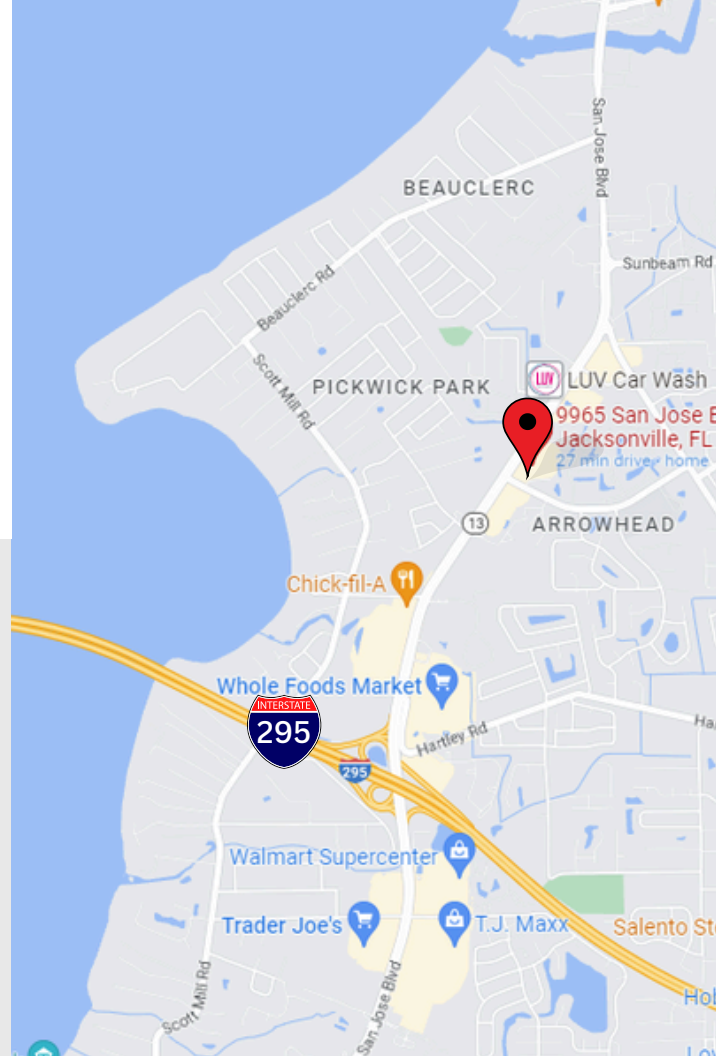 San Jose Blvd
BEAUCLERC
Sunbeam Rd
Beauclerc Rd
Scott Mill Rd
PICKWICK PARK
LUV
LUV Car Wash
9965 San Jose B
Jacksonville, FL
27 min drive - home
13
ARROWHEAD
Chick-fil-A
Whole Foods Market
INTERSTATE
295
Hartley Rd
Ha
295
Walmart Supercenter
Trader Joe's
T.J. Maxx
Salento St
Scott Mill Rd
San Jose Blvd
Hob